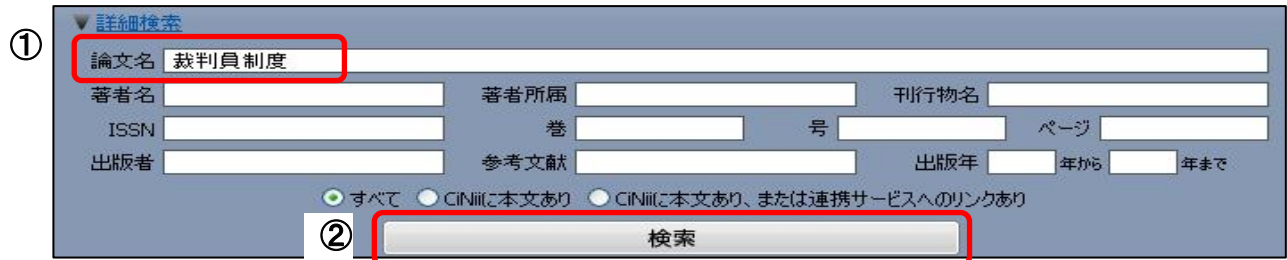 ▼詳細検索
①
論文名 裁判員制度
著者名 著者所属 刊行物名
ISSN 巻 号 ページ
出版者 参考文献 出版年 年から 年まで
すべて CiNiiに本文あり CiNiiに本文あり、または連携サービスへのリンクあり
② 検索